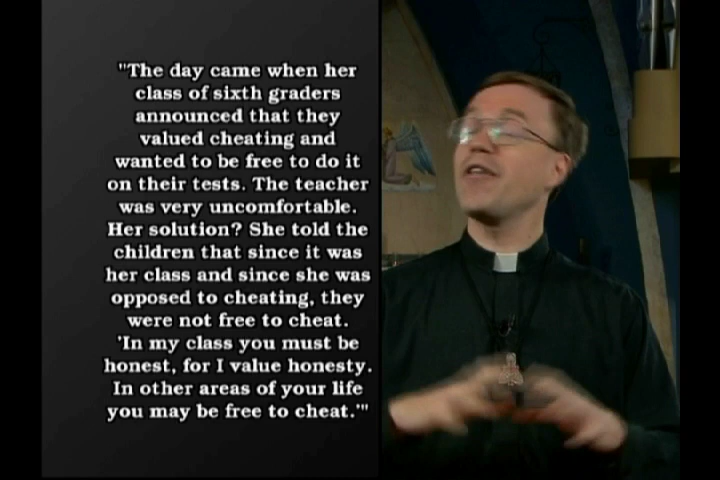 "The day came when her
class of sixth graders
announced that they
valued cheating and
wanted to be free to do it
on their tests. The teacher
was very uncomfortable.
Her solution? She told the
children that since it was
her class and since she was
opposed to cheating, they
were not free to cheat.
'In my class you must be
honest, for I value honesty.
In other areas of your life
you may be free to cheat.'"